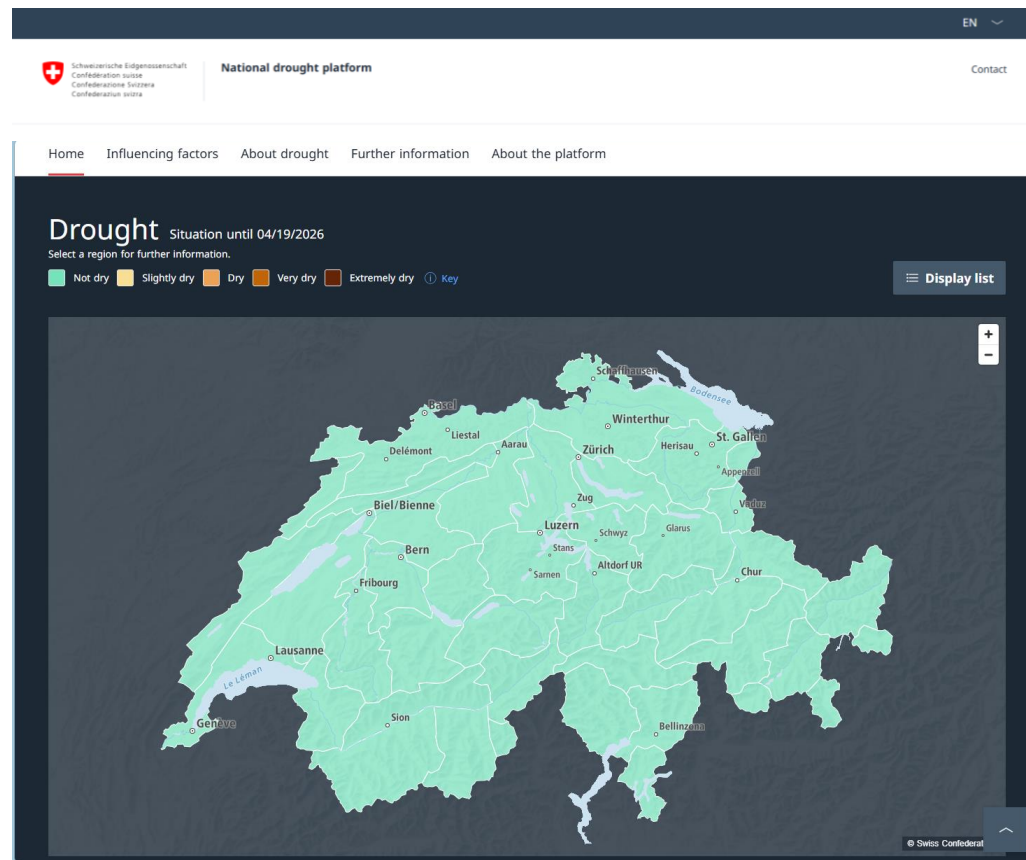 EN
Schweizerische Eidgenossenschaft
Confédération suisse
Confederazione Svizzera
Confederaziun svizra
National drought platform
Contact
Home Influencing factors About drought Further information About the platform
Drought Situation until 04/19/2026
Select a region for further information.
Not dry Slightly dry Dry Very dry Extremely dry Key
Display list
+
−
Schaffhausen
Bodensee
Basel
Winterthur
Liestal
St. Gallen
Aarau
Delémont
Zürich
Herisau
Appenzell
Zug
Biel/Bienne
Vaduz
Luzern
Schwyz
Glarus
Bern
Stans
Altdorf UR
Sarnen
Chur
Fribourg
Lausanne
Le Léman
Sion
Genève
Bellinzona
© Swiss Confederat